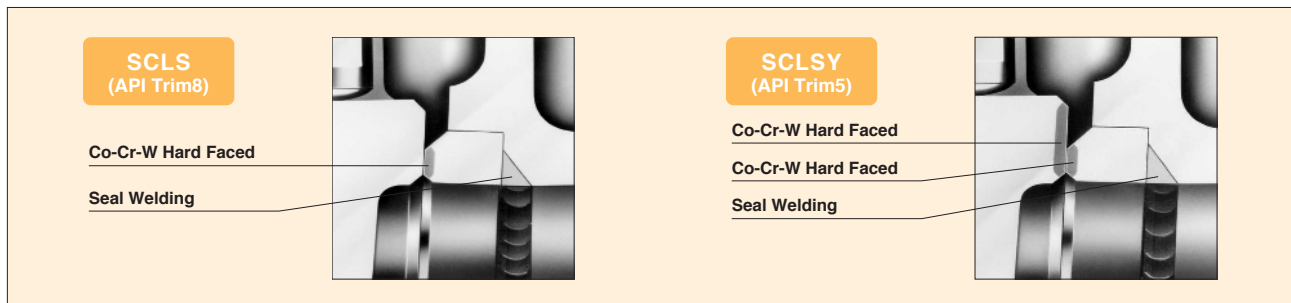 SCLS
(API Trim8)
Co-Cr-W Hard Faced
Seal Welding
SCLSY
(API Trim5)
Co-Cr-W Hard Faced
Co-Cr-W Hard Faced
Seal Welding